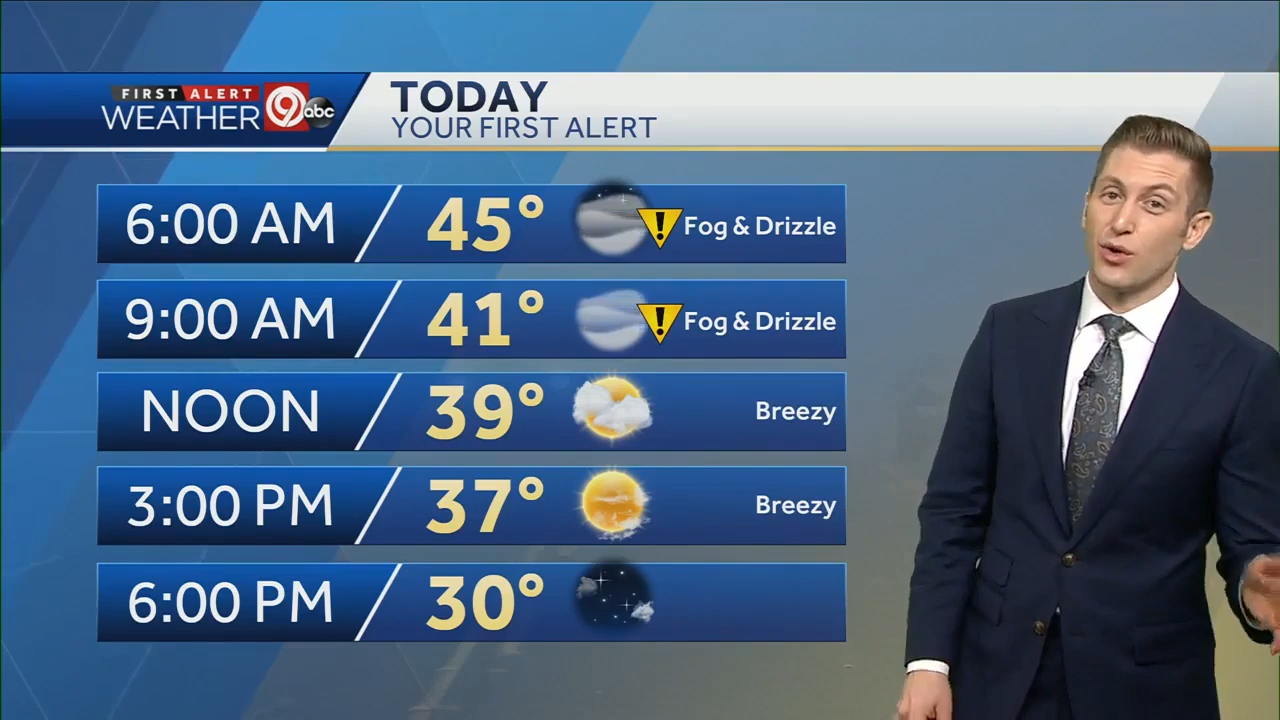 FIRST ALERT
WEATHER 9 abc
TODAY
YOUR FIRST ALERT
6:00 AM 45° ! Fog & Drizzle
9:00 AM 41° ! Fog & Drizzle
NOON 39° Breezy
3:00 PM 37° Breezy
6:00 PM 30°